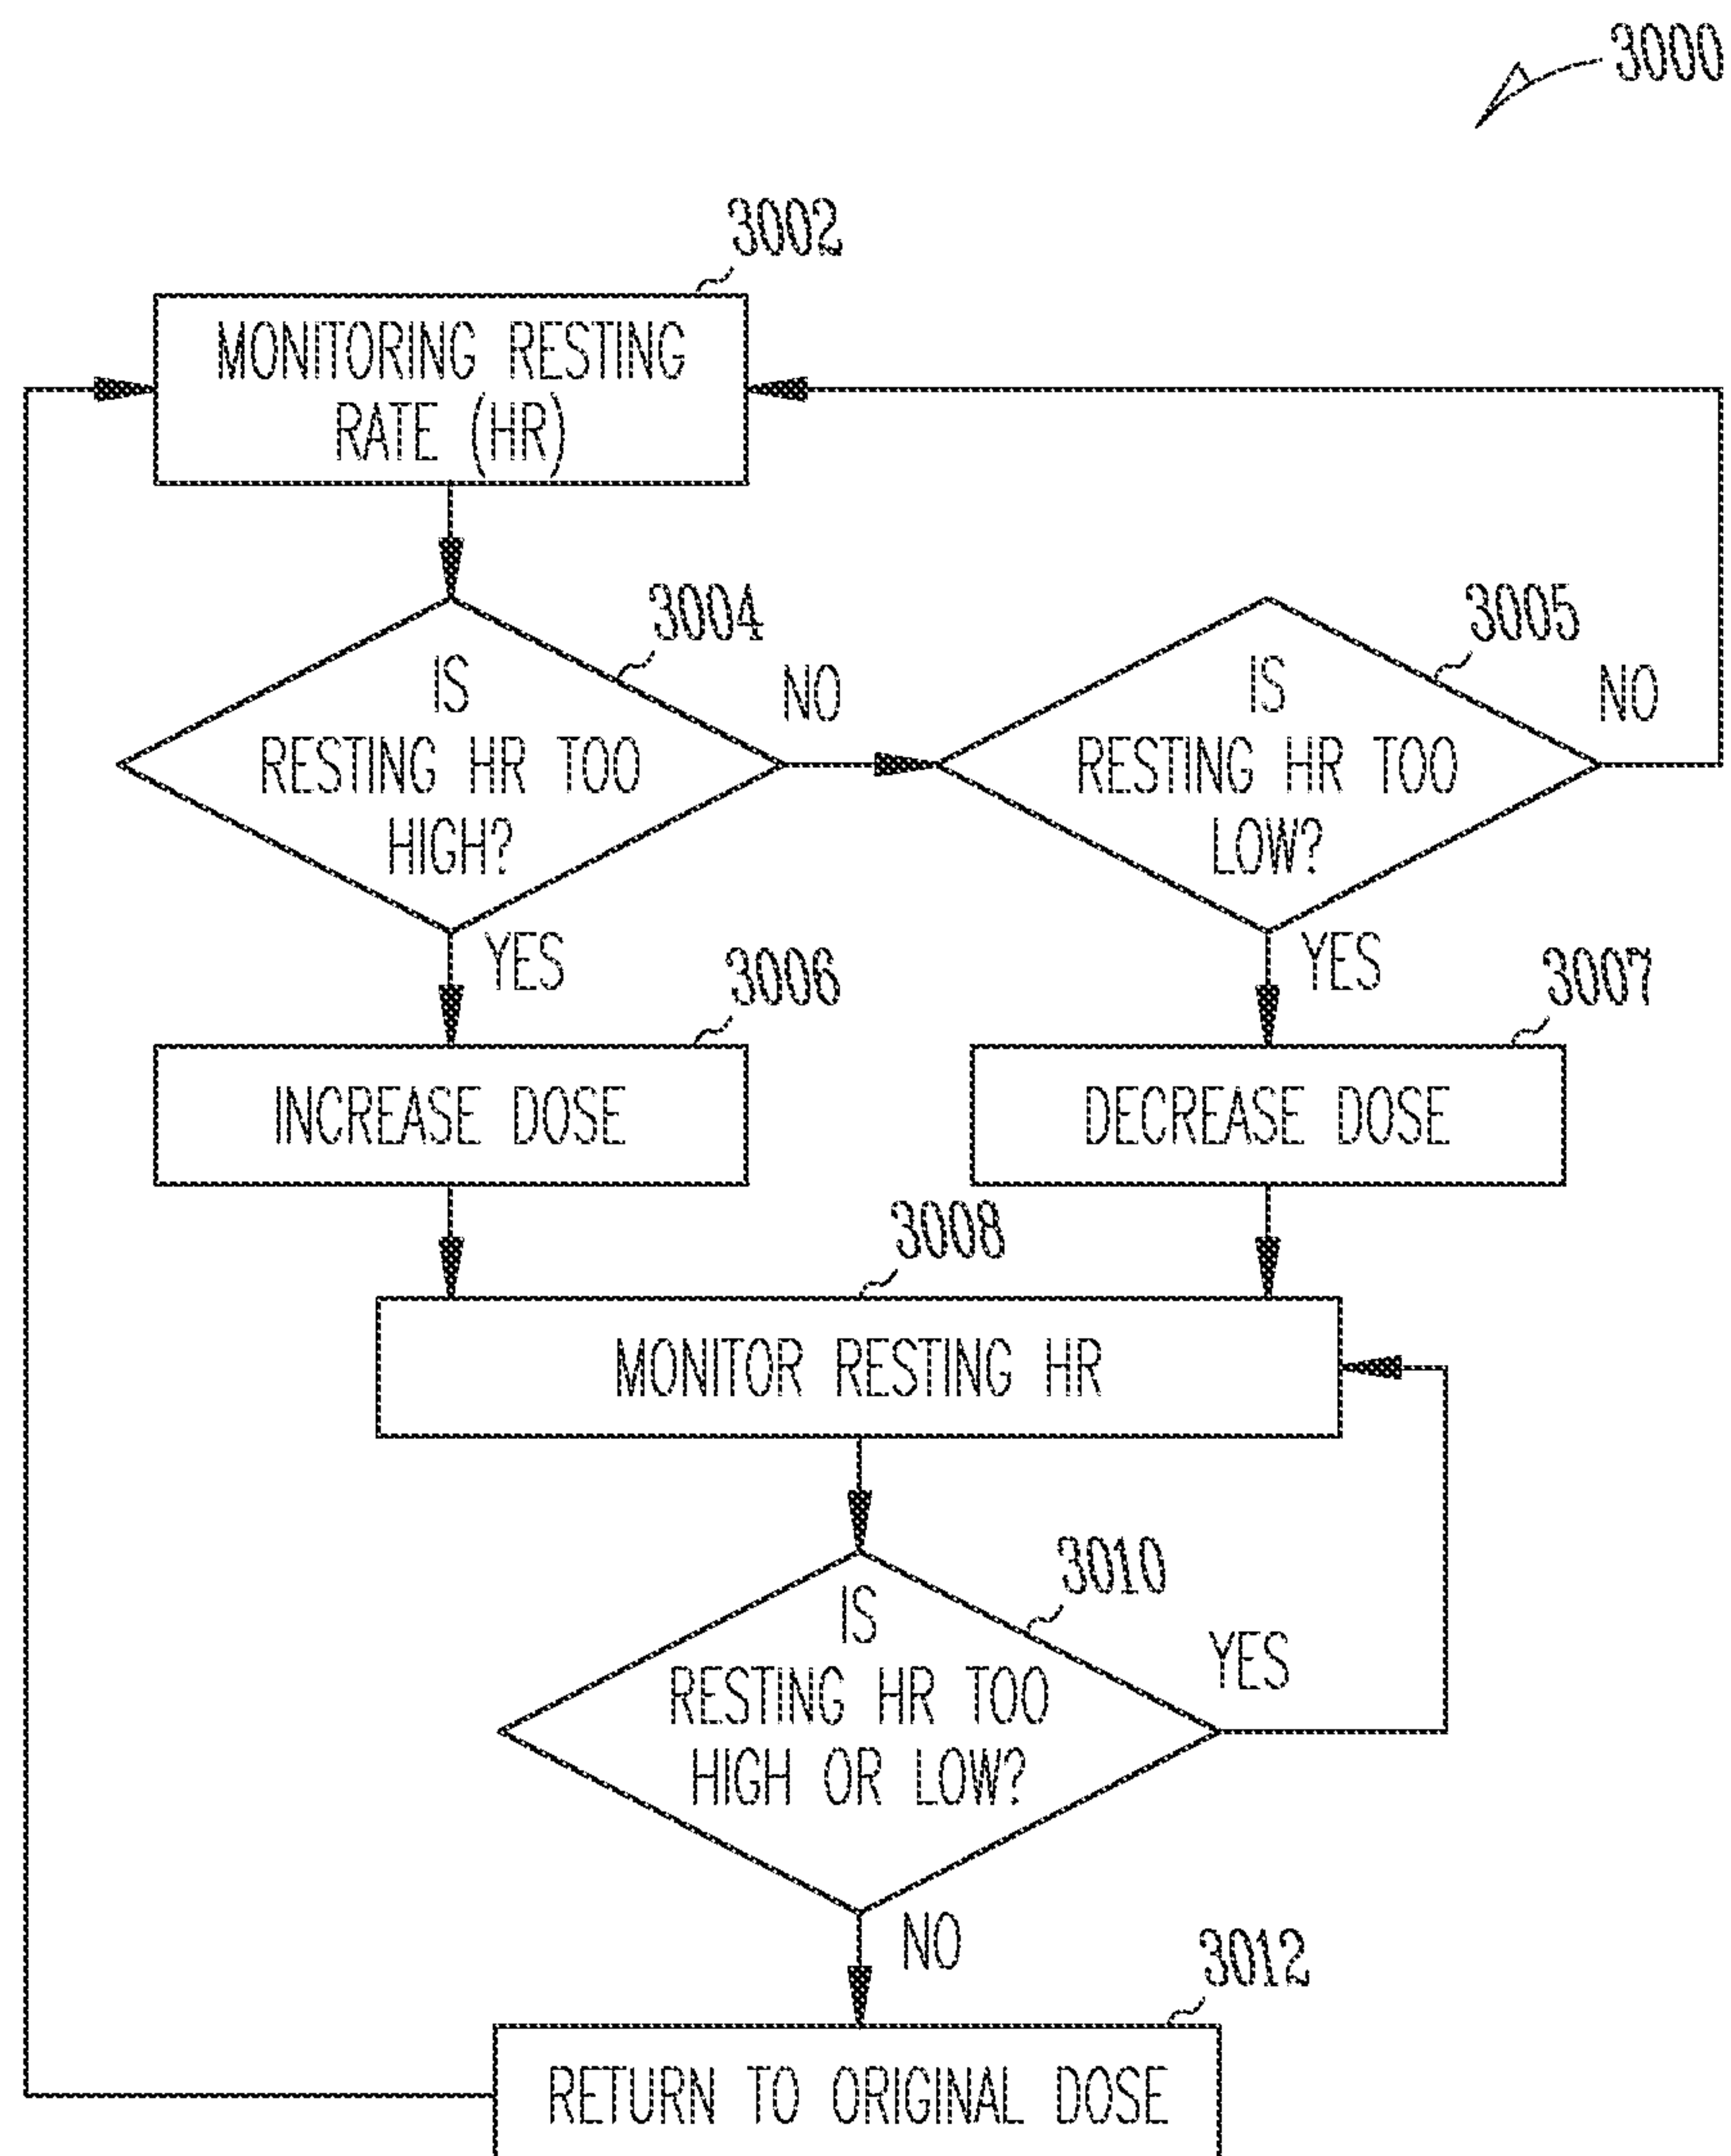 3000
3002
MONITORING RESTING
RATE (HR)
3004
IS
RESTING HR TOO
HIGH?
NO
3005
IS
RESTING HR TOO
LOW?
NO
YES
3006
INCREASE DOSE
YES
3007
DECREASE DOSE
3008
MONITOR RESTING HR
3010
IS
RESTING HR TOO
HIGH OR LOW?
YES
NO
3012
RETURN TO ORIGINAL DOSE